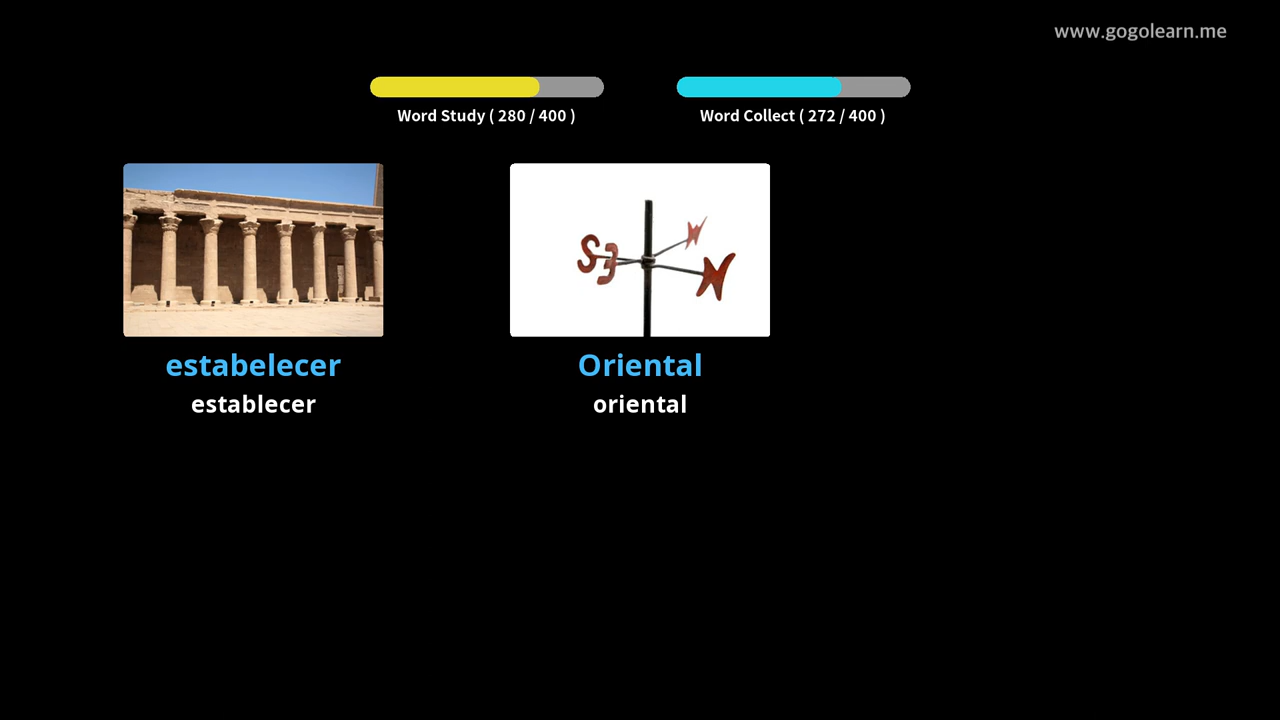 www.gogolearn.me
Word Study ( 280 / 400 )
Word Collect ( 272 / 400 )
S E N W
estabelecer
Oriental
establecer
oriental